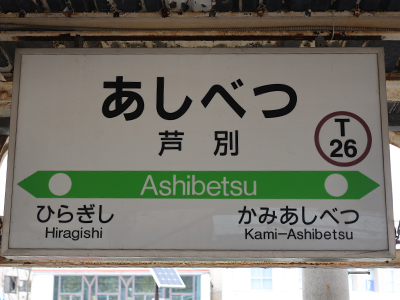 あしべつ
芦別
T
26
Ashibetsu
ひらぎし
Hiragishi
かみあしべつ
Kami-Ashibetsu